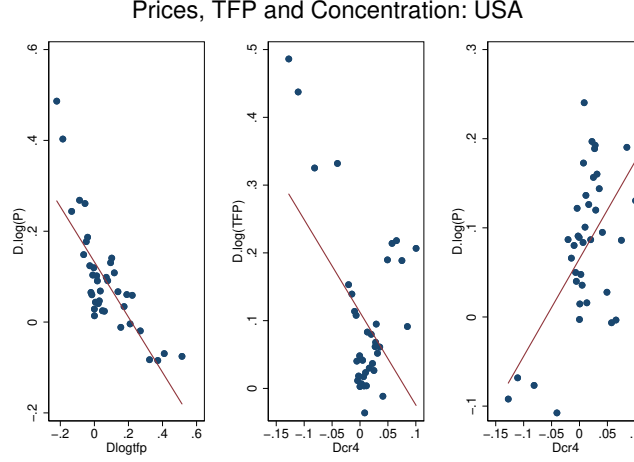 Prices, TFP and Concentration: USA
.6
.4
.2
0
-.2
D.log(P)
-.2 0 .2 .4 .6
Dlogtfp
.5
.4
.3
.2
.1
0
D.log(TFP)
-.15 -.1 -.05 0 .05 .1
Dcr4
.3
.2
.1
0
-.1
D.log(P)
-.15 -.1 -.05 0 .05 .1
Dcr4